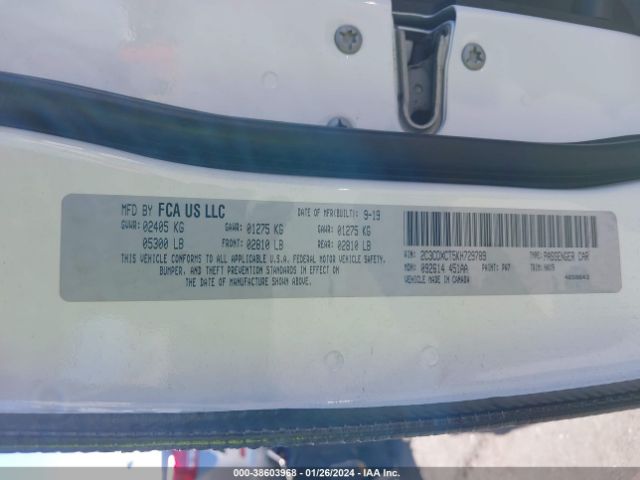 MFD BY FCA US LLC
DATE OF MFR(BUILT): 9-19
GVWR: 02405 KG GAWR: 01275 KG GAWR: 01275 KG
05300 LB FRONT: 02810 LB REAR: 02810 LB
THIS VEHICLE CONFORMS TO ALL APPLICABLE U.S.A. FEDERAL MOTOR VEHICLE SAFETY,
BUMPER, AND THEFT PREVENTION STANDARDS IN EFFECT ON
THE DATE OF MANUFACTURE SHOWN ABOVE.
VIN: 2C3CDXCT5KH729789 TYPE: PASSENGER CAR
MDH: 092614 451AA PAINT: PW7 TRIM:
VEHICLE MADE IN CANADA
000-38603968 - 01/26/2024 - IAA Inc.